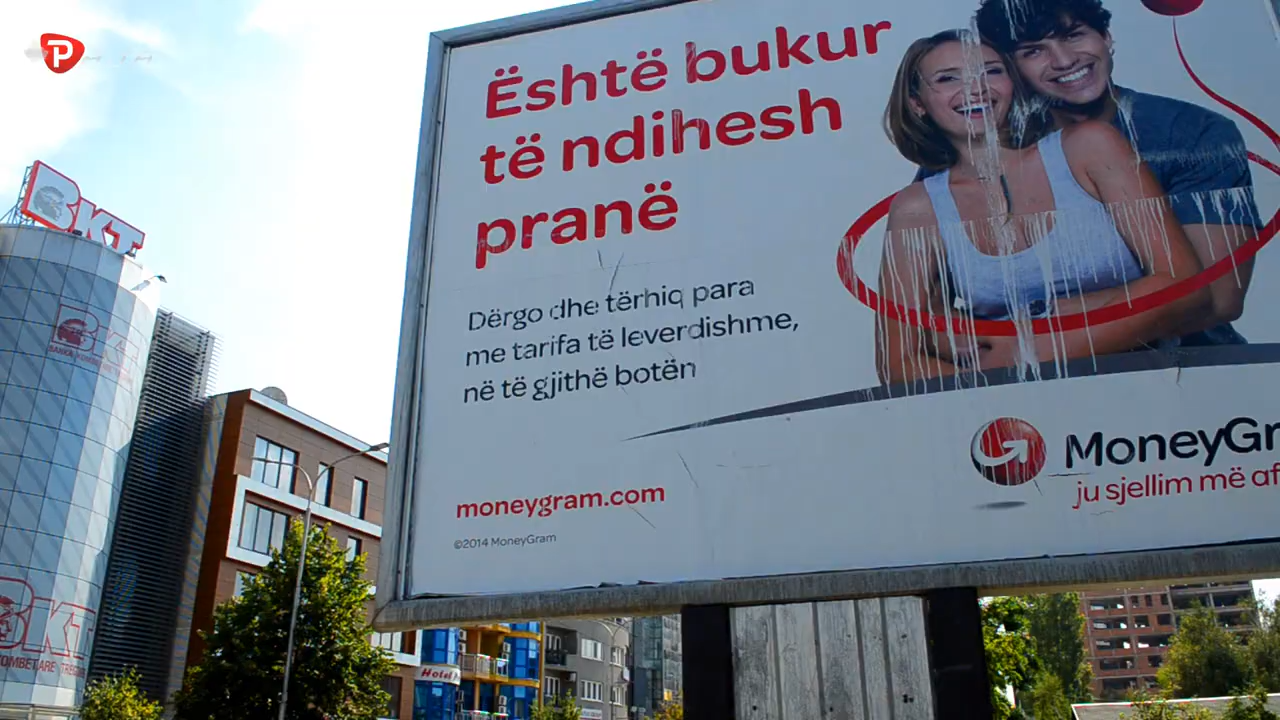 Është bukur
të ndihesh
pranë
Dërgo dhe tërhiq para
me tarifa të leverdishme,
në të gjithë botën
moneygram.com
©2014 MoneyGram
MoneyGr
ju sjellim më af
BKT
BKT
BKT
Hotel
P